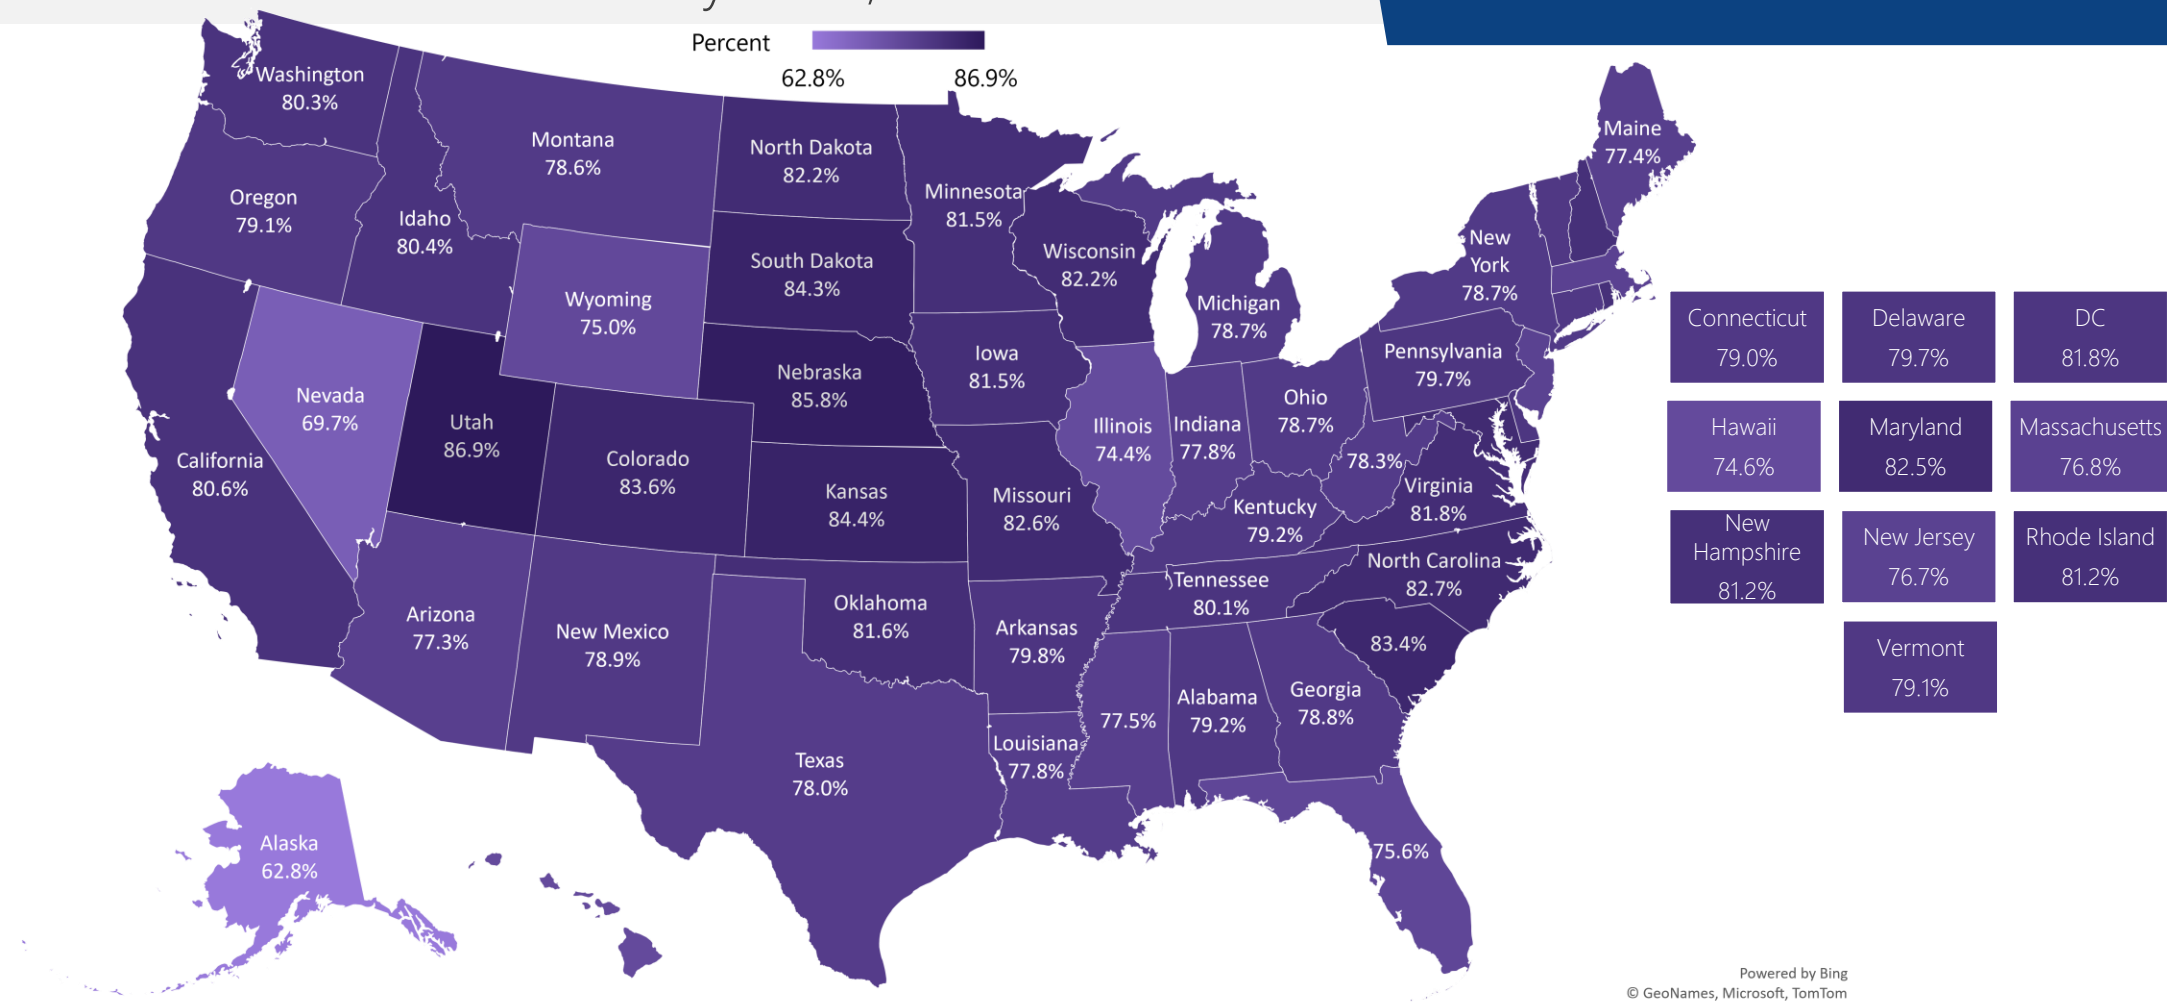 Percent
62.8%
86.9%
Washington
80.3%
Montana
78.6%
North Dakota
82.2%
Minnesota
81.5%
Maine
77.4%
Oregon
79.1%
Idaho
80.4%
South Dakota
84.3%
Wisconsin
82.2%
New
York
78.7%
Wyoming
75.0%
Michigan
78.7%
Nevada
69.7%
Utah
86.9%
Nebraska
85.8%
Iowa
81.5%
Pennsylvania
79.7%
California
80.6%
Colorado
83.6%
Kansas
84.4%
Missouri
82.6%
Illinois
74.4%
Indiana
77.8%
Ohio
78.7%
78.3%
Virginia
81.8%
Kentucky
79.2%
North Carolina
82.7%
Tennessee
80.1%
Arizona
77.3%
New Mexico
78.9%
Oklahoma
81.6%
Arkansas
79.8%
83.4%
77.5%
Alabama
79.2%
Georgia
78.8%
Louisiana
77.8%
Texas
78.0%
75.6%
Alaska
62.8%
Connecticut
79.0%
Delaware
79.7%
DC
81.8%
Hawaii
74.6%
Maryland
82.5%
Massachusetts
76.8%
New
Hampshire
81.2%
New Jersey
76.7%
Rhode Island
81.2%
Vermont
79.1%
Powered by Bing
© GeoNames, Microsoft, TomTom